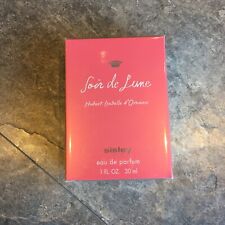 Soir de Lune
Hubert Isabelle d'Ornano
sisley
eau de parfum
1 FL. OZ. 30 ml